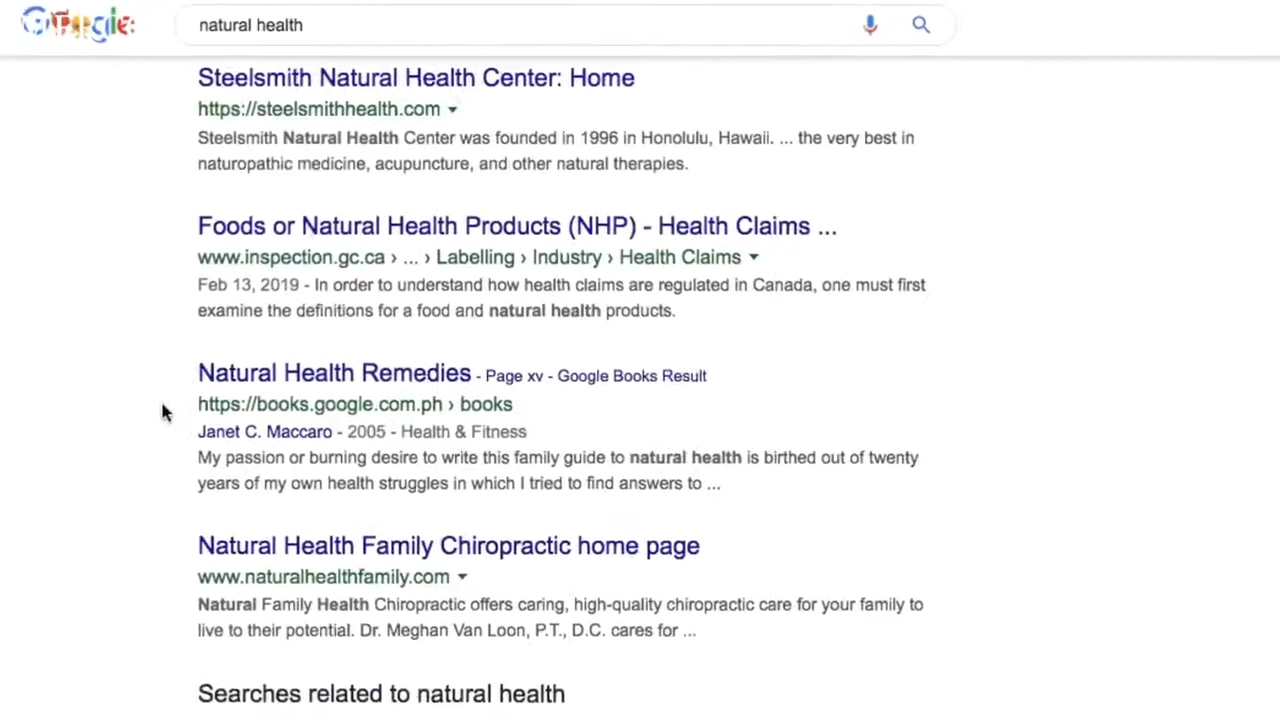 natural health
Steelsmith Natural Health Center: Home
https://steelsmithhealth.com
Steelsmith Natural Health Center was founded in 1996 in Honolulu, Hawaii. ... the very best in
naturopathic medicine, acupuncture, and other natural therapies.
Foods or Natural Health Products (NHP) - Health Claims ...
www.inspection.gc.ca › ... › Labelling › Industry › Health Claims
Feb 13, 2019 - In order to understand how health claims are regulated in Canada, one must first
examine the definitions for a food and natural health products.
Natural Health Remedies - Page xv - Google Books Result
https://books.google.com.ph › books
Janet C. Maccaro - 2005 - Health & Fitness
My passion or burning desire to write this family guide to natural health is birthed out of twenty
years of my own health struggles in which I tried to find answers to ...
Natural Health Family Chiropractic home page
www.naturalhealthfamily.com
Natural Family Health Chiropractic offers caring, high-quality chiropractic care for your family to
live to their potential. Dr. Meghan Van Loon, P.T., D.C. cares for ...
Searches related to natural health